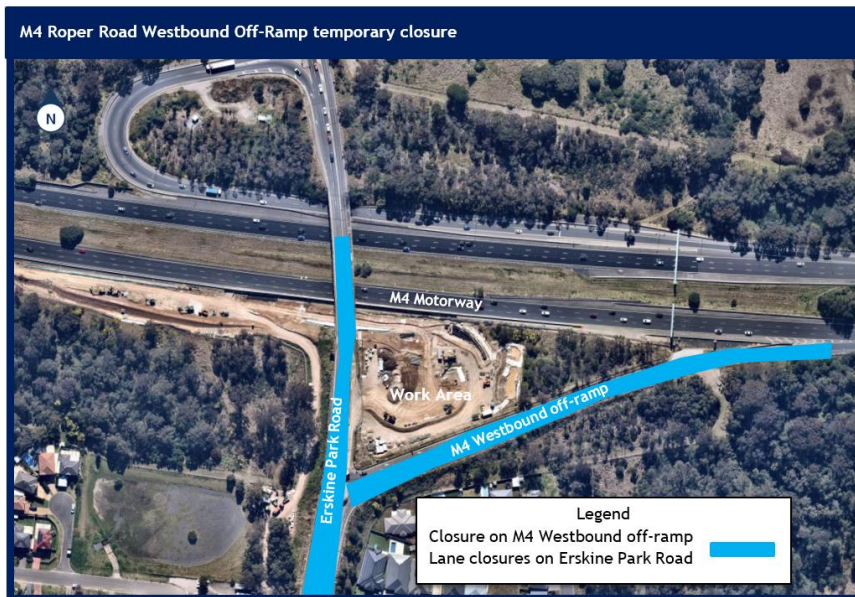 M4 Roper Road Westbound Off-Ramp temporary closure
N
M4 Motorway
Work Area
M4 Westbound off-ramp
Erskine Park Road
Legend
Closure on M4 Westbound off-ramp
Lane closures on Erskine Park Road